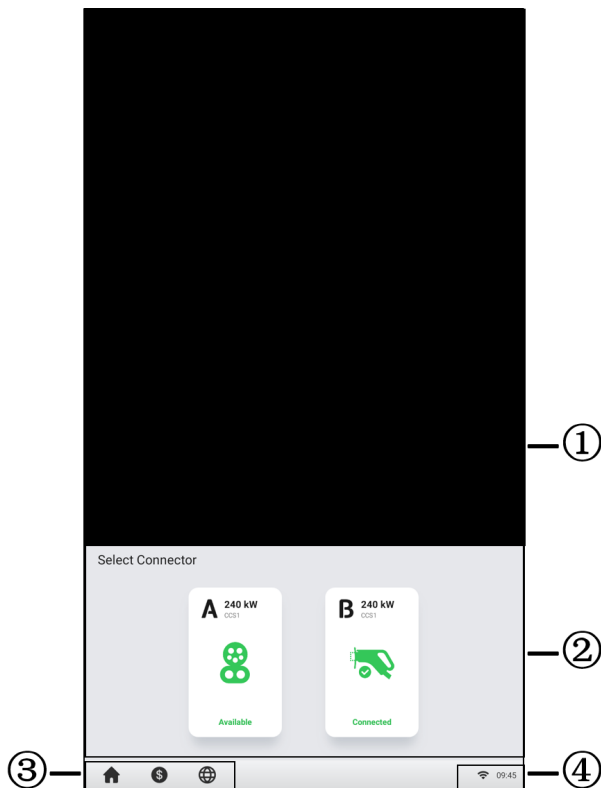 ①
Select Connector
A 240 kW
CCS1
B 240 kW
CCS1
②
Available
Connected
③
$
09:45
④